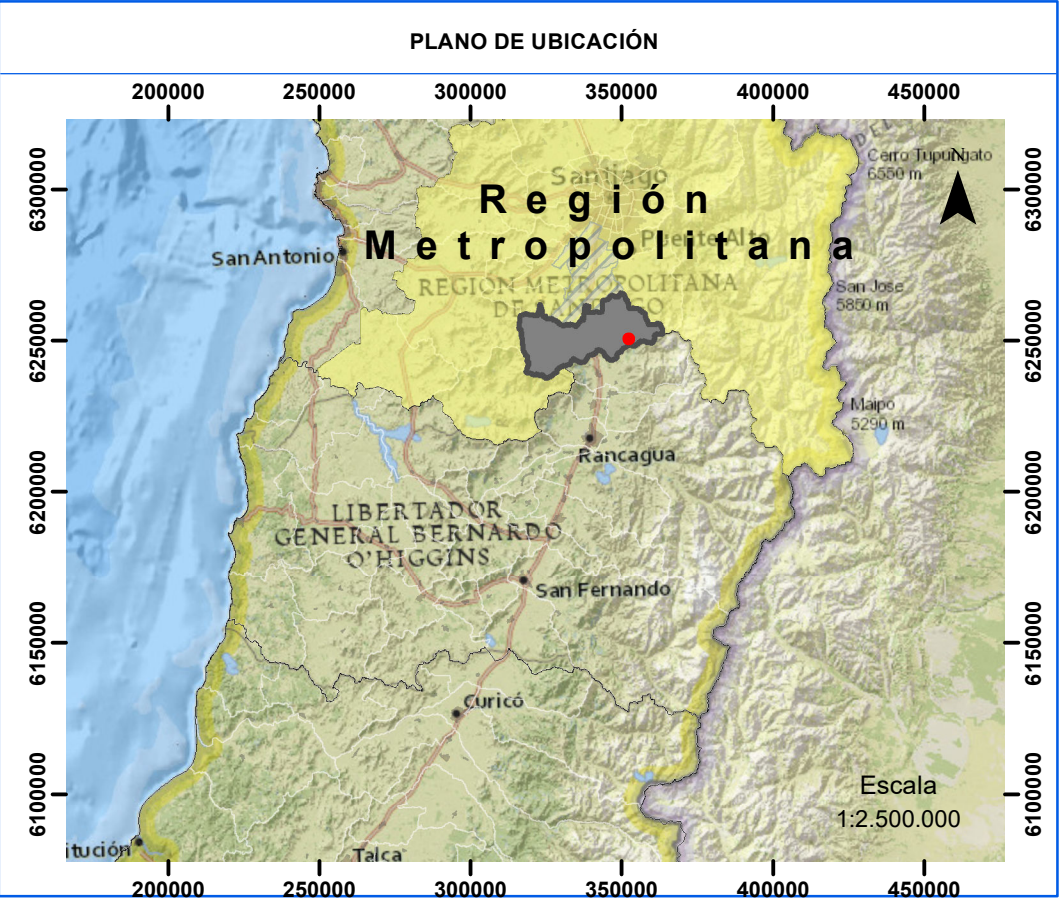 PLANO DE UBICACIÓN
200000 250000 300000 350000 400000 450000
6300000
6250000
6200000
6150000
6100000
6300000
6250000
6200000
6150000
6100000
Cerro Tupungato
6550 m
N
Santiago
Región
Metropolitana
Puente Alto
San Antonio
REGION METROPOLITANA
San Jose
5850 m
Maipo
5290 m
Rancagua
LIBERTADOR
GENERAL BERNARDO
O'HIGGINS
San Fernando
Curicó
Escala
1:2.500.000
itución
Talca
200000 250000 300000 350000 400000 450000